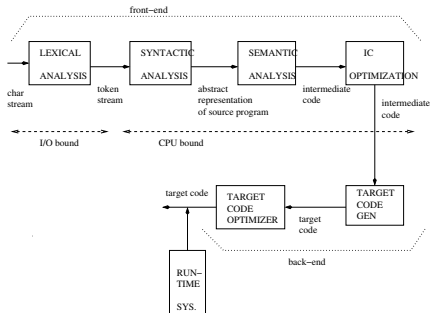 front-end
LEXICAL
ANALYSIS
SYNTACTIC
ANALYSIS
SEMANTIC
ANALYSIS
IC
OPTIMIZATION
char
stream
token
stream
abstract
representation
of source program
intermediate
code
intermediate
code
I/O bound
CPU bound
target code
TARGET
CODE
OPTIMIZER
target
code
TARGET
CODE
GEN
back-end
RUN-
TIME
SYS.